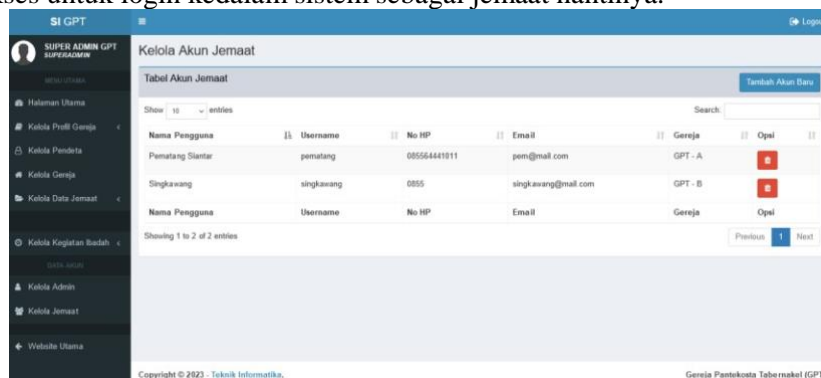 ses untuk login kedalam sistem sebagai jemaat nantinya.
SI GPT
Logou
SUPER ADMIN GPT
SUPERADMIN
MENU UTAMA
Halaman Utama
Kelola Profil Gereja
Kelola Pendeta
Kelola Gereja
Kelola Data Jemaat
Kelola Kegiatan Ibadah
DATA AKUN
Kelola Admin
Kelola Jemaat
Website Utama
Kelola Akun Jemaat
Tabel Akun Jemaat
Tambah Akun Baru
Show 10 entries
Search:
Nama Pengguna Username No HP Email Gereja Opsi
Pematang Siantar pematang 085564441011 pem@mail.com GPT - A
Singkawang singkawang 0855 singkawang@mail.com GPT - B
Nama Pengguna Username No HP Email Gereja Opsi
Showing 1 to 2 of 2 entries
Previous 1 Next
Copyright © 2023 - Teknik Informatika.
Gereja Pantekosta Tabernakel (GPT